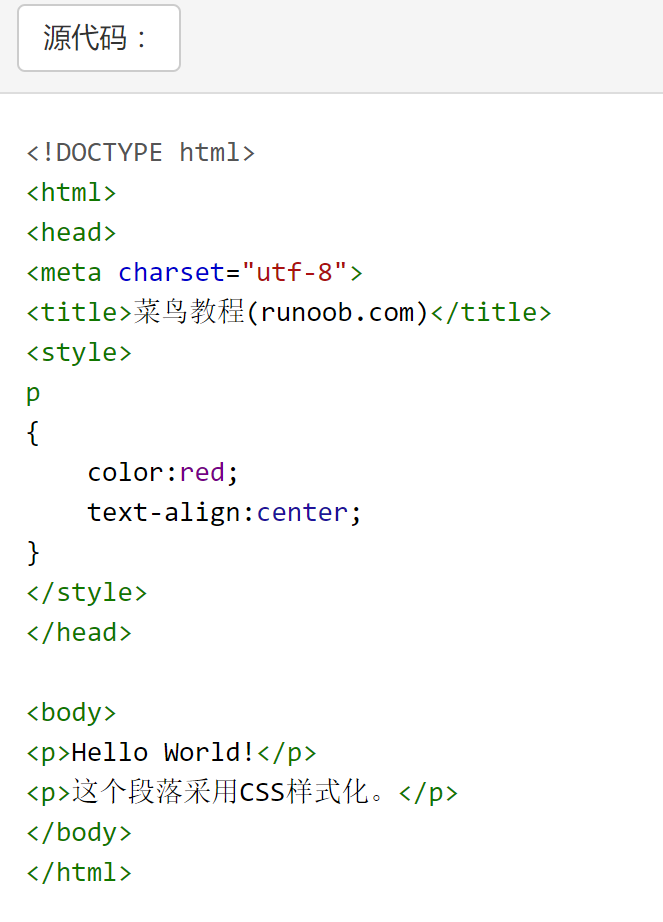 源代码：
<!DOCTYPE html>
<html>
<head>
<meta charset="utf-8">
<title>菜鸟教程(runoob.com)</title>
<style>
p
{
    color:red;
    text-align:center;
}
</style>
</head>

<body>
<p>Hello World!</p>
<p>这个段落采用CSS样式化。</p>
</body>
</html>